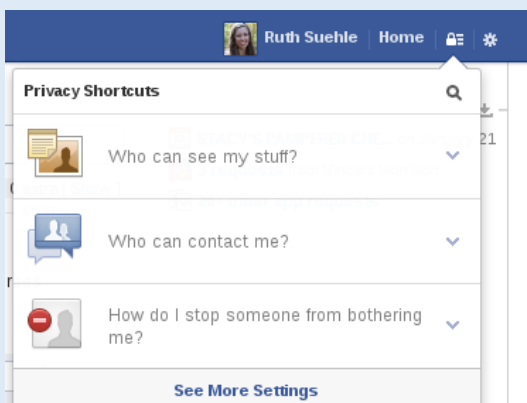 Ruth Suehle Home
Privacy Shortcuts
21
Who can see my stuff?
Who can contact me?
How do I stop someone from bothering
me?
See More Settings